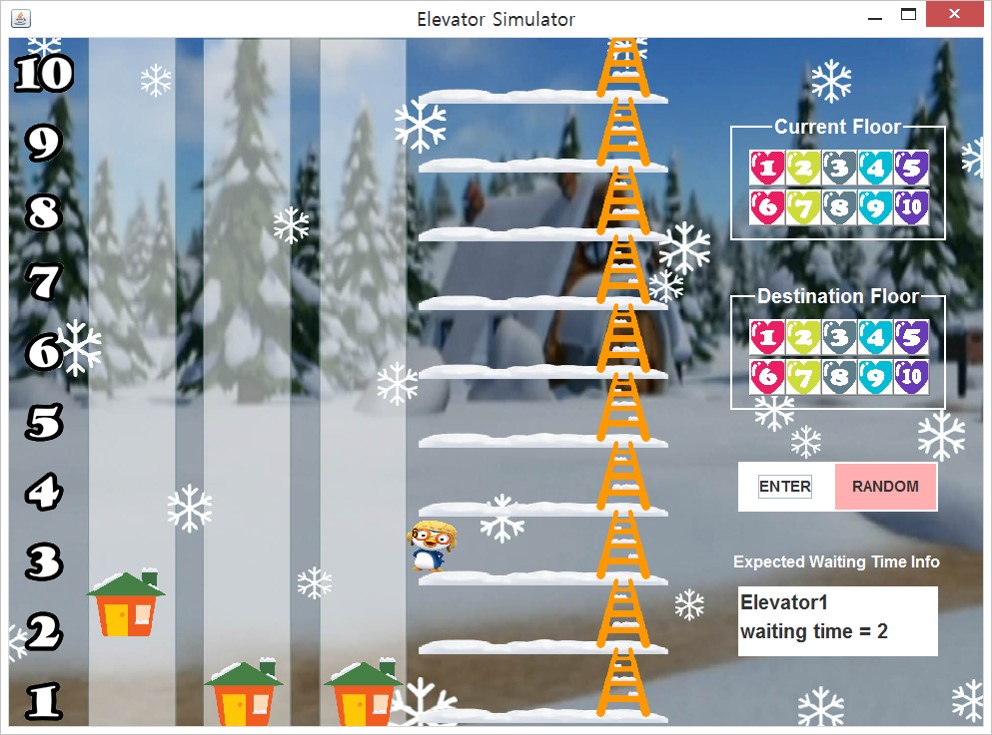 Elevator Simulator
10
9
8
7
6
5
4
3
2
1
Current Floor
1 2 3 4 5
6 7 8 9 10
Destination Floor
1 2 3 4 5
6 7 8 9 10
ENTER RANDOM
Expected Waiting Time Info
Elevator1
waiting time = 2